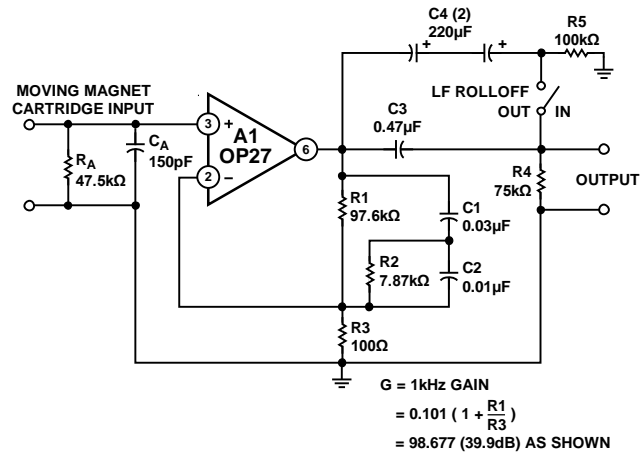 C4 (2)
220µF
R5
100kΩ
MOVING MAGNET
CARTRIDGE INPUT
LF ROLLOFF
OUT
IN
C3
0.47µF
3
+
A1
OP27
6
2
–
RA
47.5kΩ
CA
150pF
R4
75kΩ
OUTPUT
R1
97.6kΩ
C1
0.03µF
R2
7.87kΩ
C2
0.01µF
R3
100Ω
+
+
G = 1kHz GAIN
= 0.101 ( 1 + R1/R3 )
= 98.677 (39.9dB) AS SHOWN